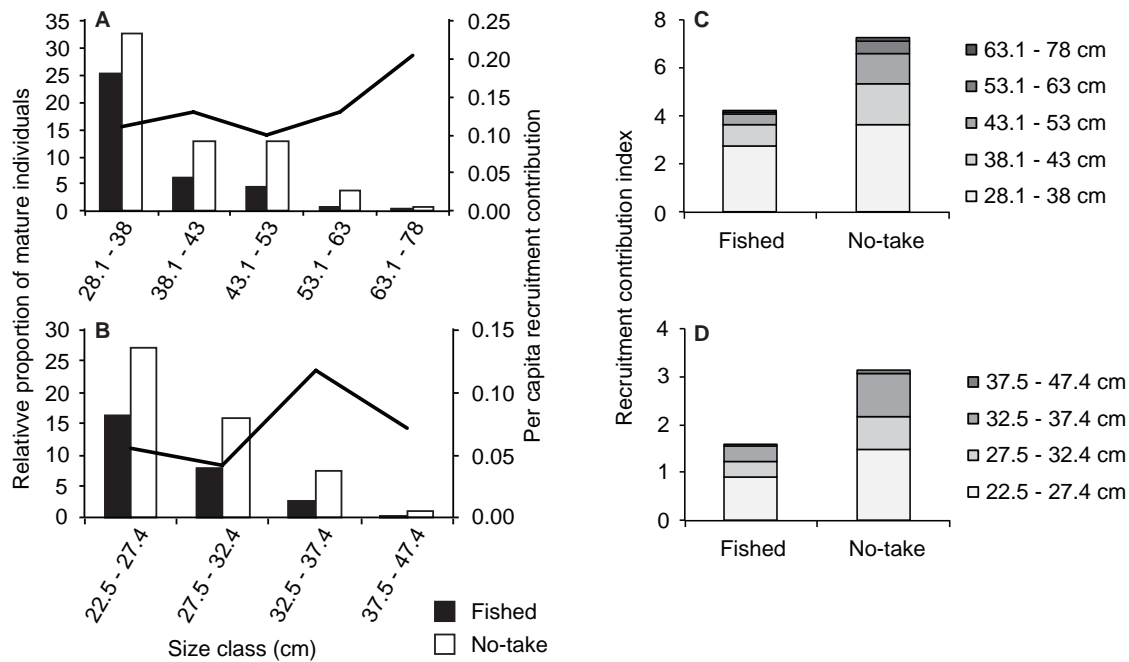 A
35
30
25
20
15
10
5
0
0.25
0.20
0.15
0.10
0.05
0.00
28.1 - 38
38.1 - 43
43.1 - 53
53.1 - 63
63.1 - 78
B
30
25
20
15
10
5
0
0.15
0.10
0.05
0.00
22.5 - 27.4
27.5 - 32.4
32.5 - 37.4
37.5 - 47.4
Relativve proportion of mature individuals
Per capita recruitment contribution
Size class (cm)
Fished
No-take
C
8
6
4
2
0
Fished
No-take
63.1 - 78 cm
53.1 - 63 cm
43.1 - 53 cm
38.1 - 43 cm
28.1 - 38 cm
Recruitment contribution index
D
4
3
2
1
0
Fished
No-take
37.5 - 47.4 cm
32.5 - 37.4 cm
27.5 - 32.4 cm
22.5 - 27.4 cm